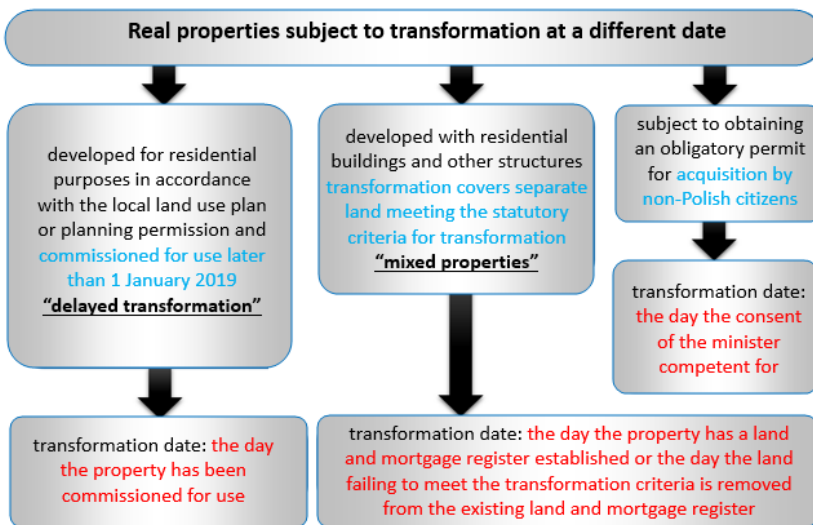 Real properties subject to transformation at a different date
developed for residential
purposes in accordance
with the local land use plan
or planning permission and
commissioned for use later
than 1 January 2019
“delayed transformation”
developed with residential
buildings and other structures
transformation covers separate
land meeting the statutory
criteria for transformation
“mixed properties”
subject to obtaining
an obligatory permit
for acquisition by
non-Polish citizens
transformation date:
the day the consent
of the minister
competent for
transformation date: the day
the property has been
commissioned for use
transformation date: the day the property has a land
and mortgage register established or the day the land
failing to meet the transformation criteria is removed
from the existing land and mortgage register